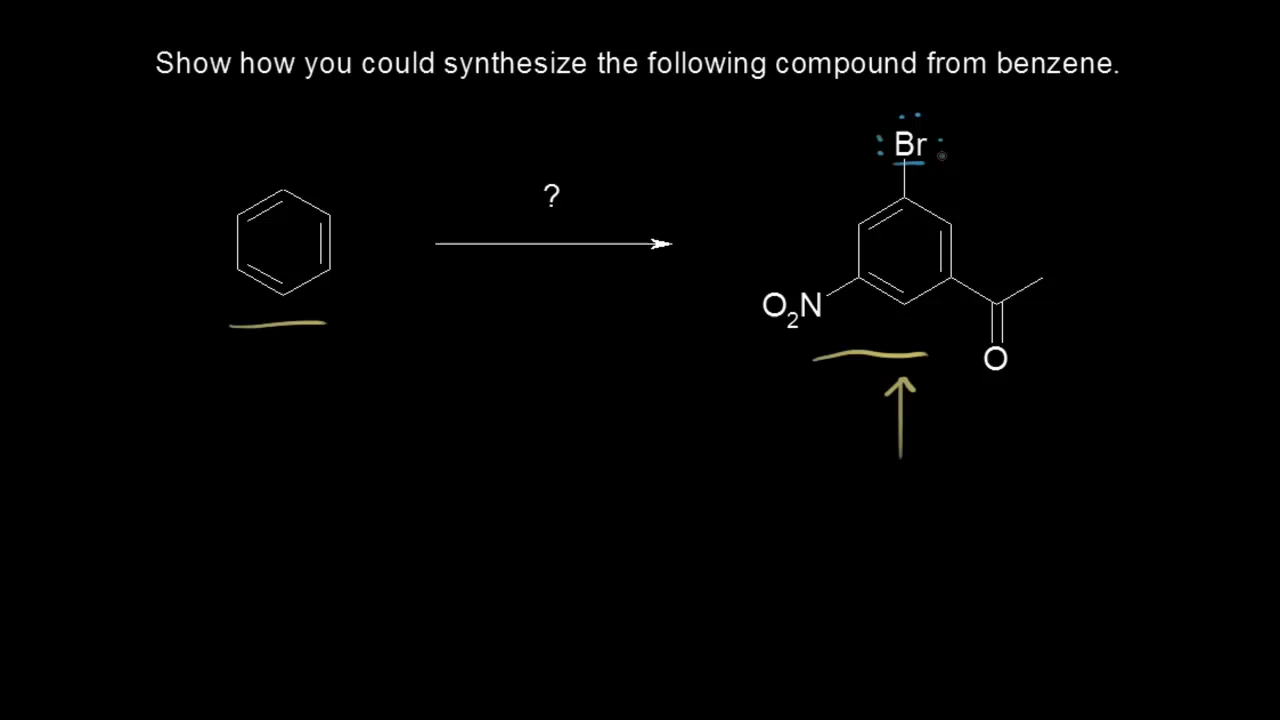 Show how you could synthesize the following compound from benzene.
Br
?
O₂N
O